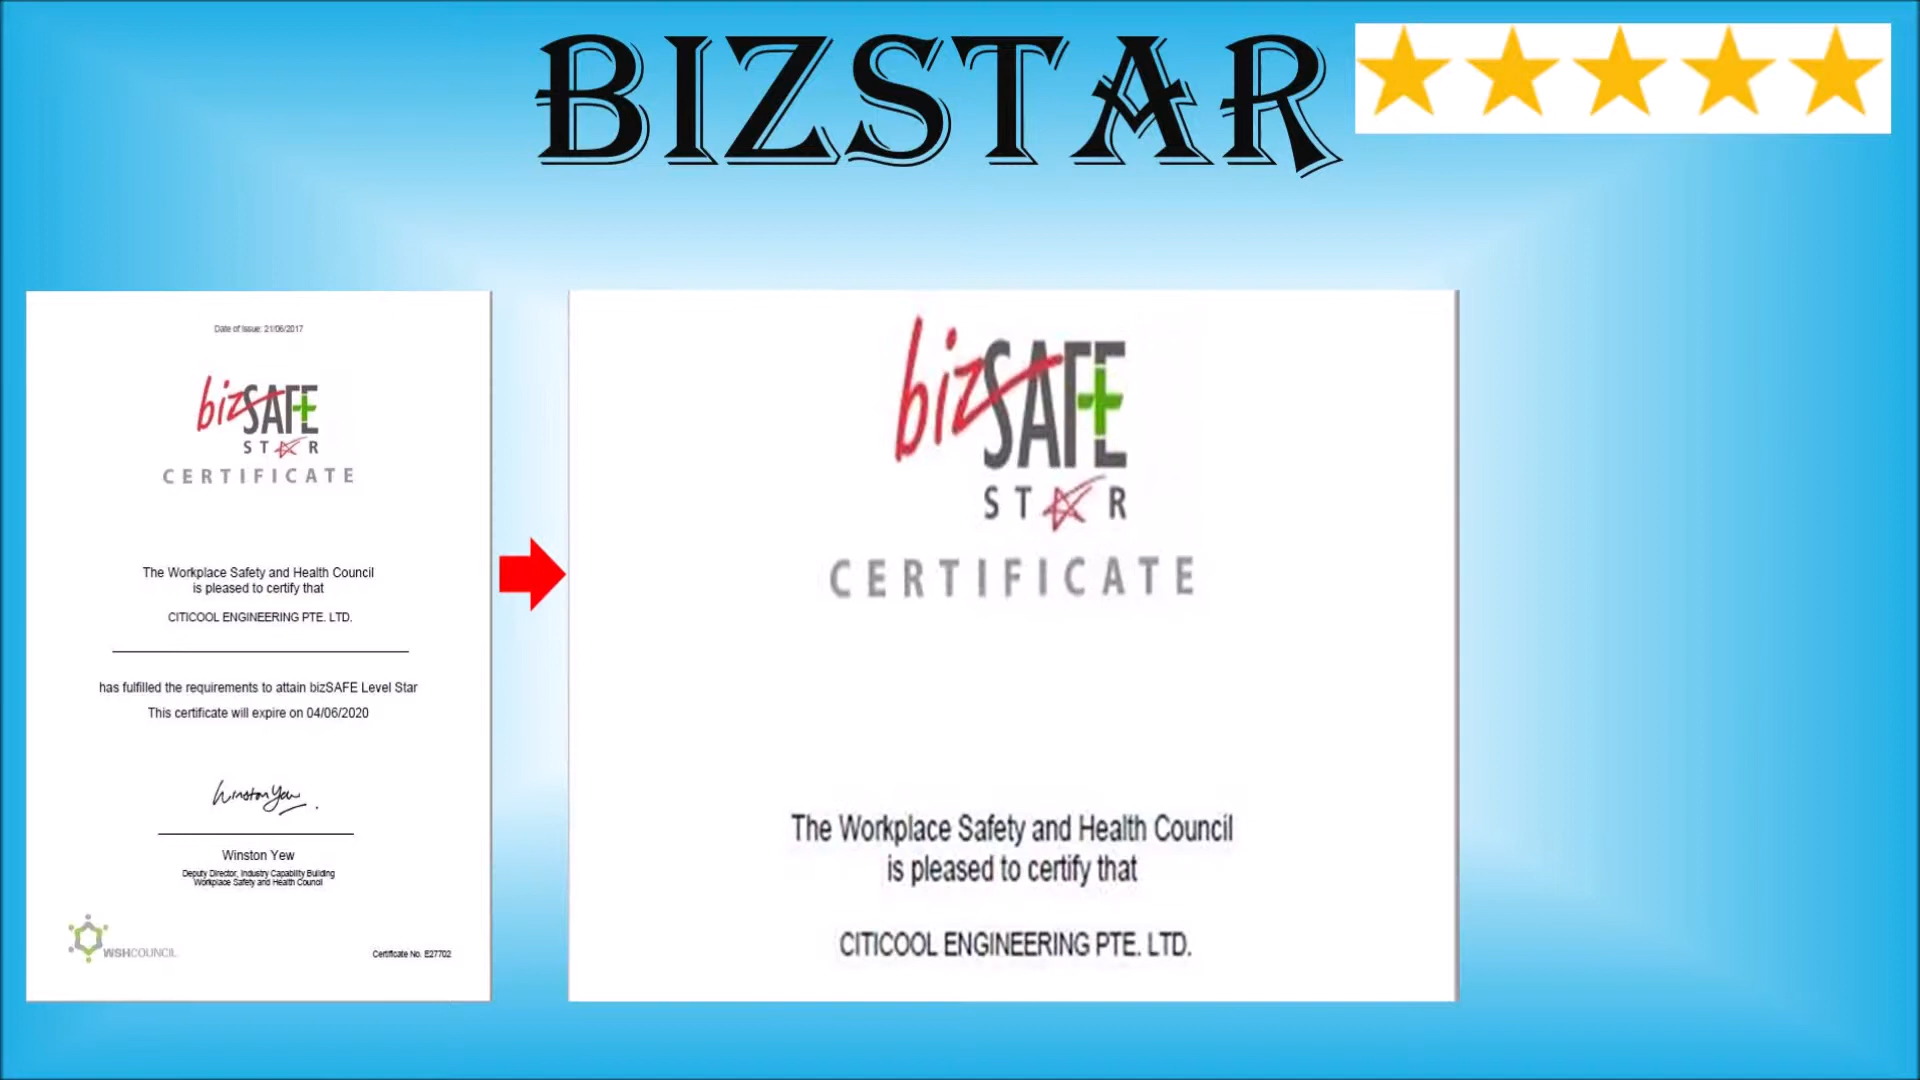 BIZSTAR
Date of Issue: 21/06/2017
bizSAFE
STAR
CERTIFICATE
The Workplace Safety and Health Council
is pleased to certify that
CITICOOL ENGINEERING PTE. LTD.
has fulfilled the requirements to attain bizSAFE Level Star
This certificate will expire on 04/06/2020
Winston Yew
Winston Yew
Deputy Director, Industry Capability Building
Workplace Safety and Health Council
WSHCOUNCIL
Certificate No. E27702
bizSAFE
STAR
CERTIFICATE
The Workplace Safety and Health Council
is pleased to certify that
CITICOOL ENGINEERING PTE. LTD.